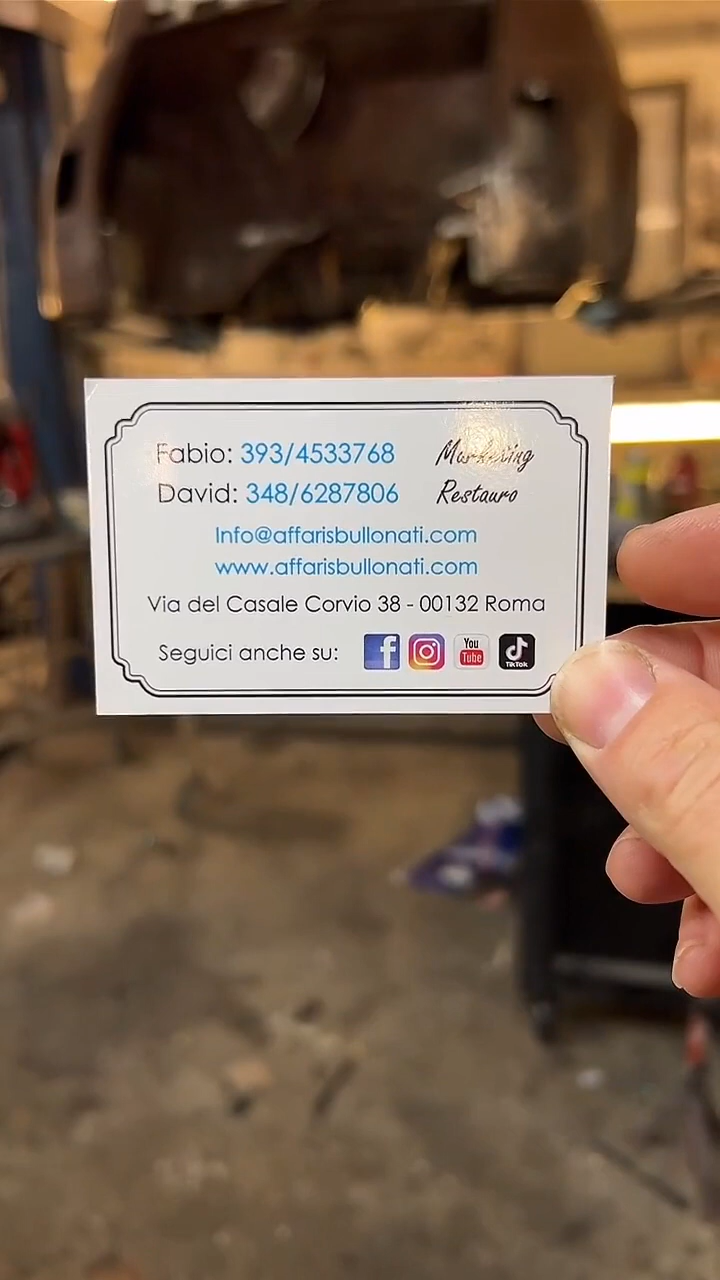 Fabio: 393/4533768 Marketing
David: 348/6287806 Restauro
Info@affarisbullonati.com
www.affarisbullonati.com
Via del Casale Corvio 38 - 00132 Roma
Seguici anche su: f You Tube TikTok